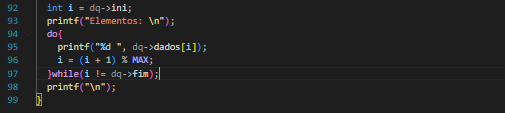 92 int i = dq->ini;
93 printf("Elementos: \n");
94 do{
95 printf("%d ", dq->dados[i]);
96 i = (i + 1) % MAX;
97 }while(i != dq->fim);
98 printf("\n");
99 }